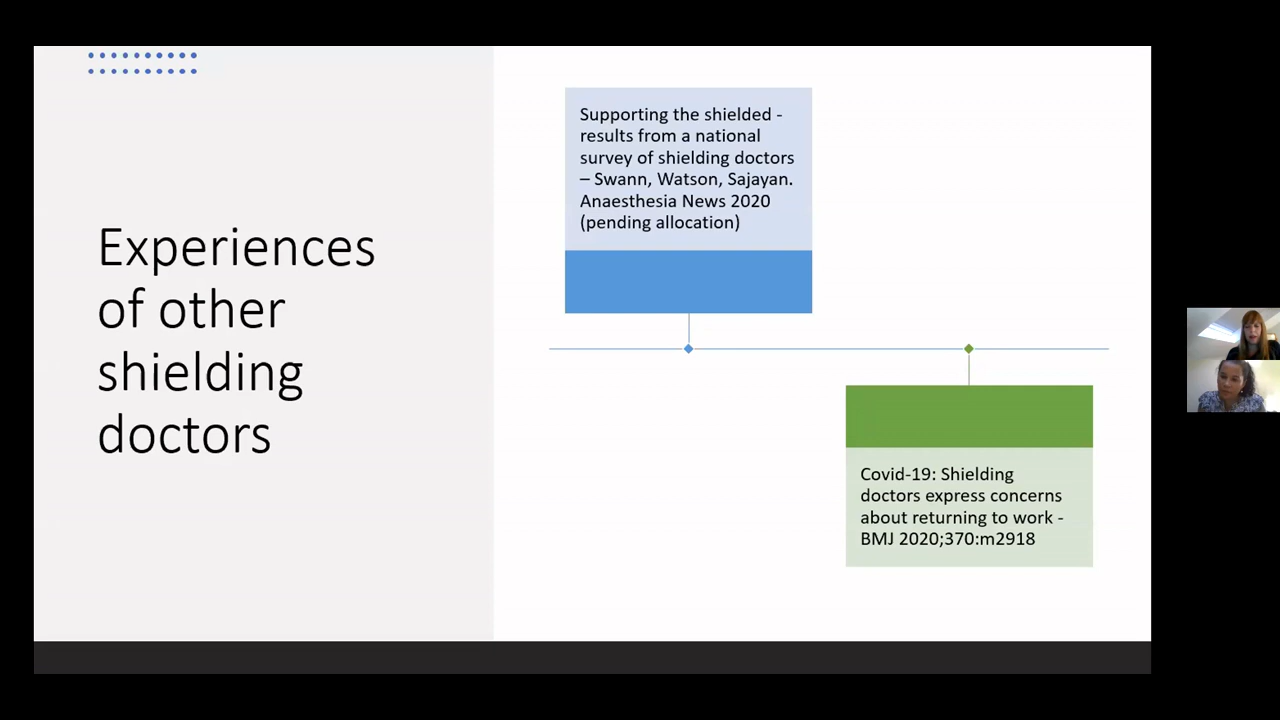 Experiences
of other
shielding
doctors
Supporting the shielded -
results from a national
survey of shielding doctors
– Swann, Watson, Sajayan.
Anaesthesia News 2020
(pending allocation)
Covid-19: Shielding
doctors express concerns
about returning to work -
BMJ 2020;370:m2918